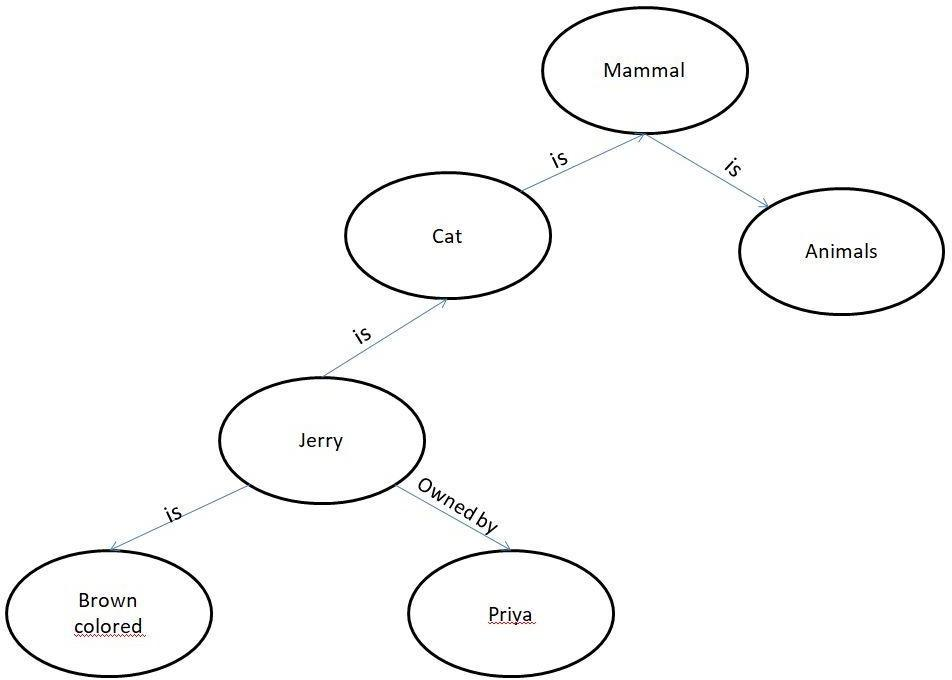 Mammal
is
is
Cat
Animals
is
Jerry
is
Owned by
Brown
colored
Priya